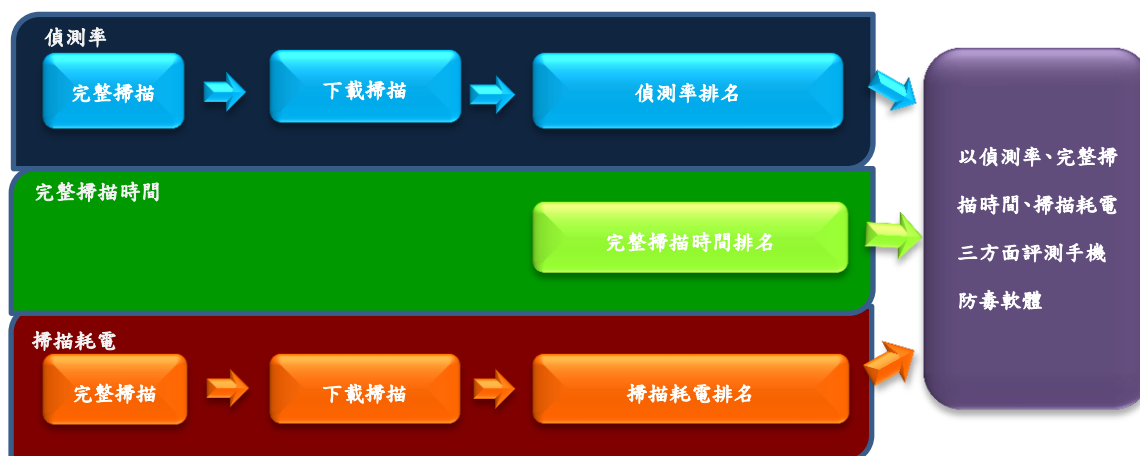 偵測率
完整掃描
下載掃描
偵測率排名
完整掃描時間
完整掃描時間排名
掃描耗電
完整掃描
下載掃描
掃描耗電排名
以偵測率、完整掃
描時間、掃描耗電
三方面評測手機
防毒軟體